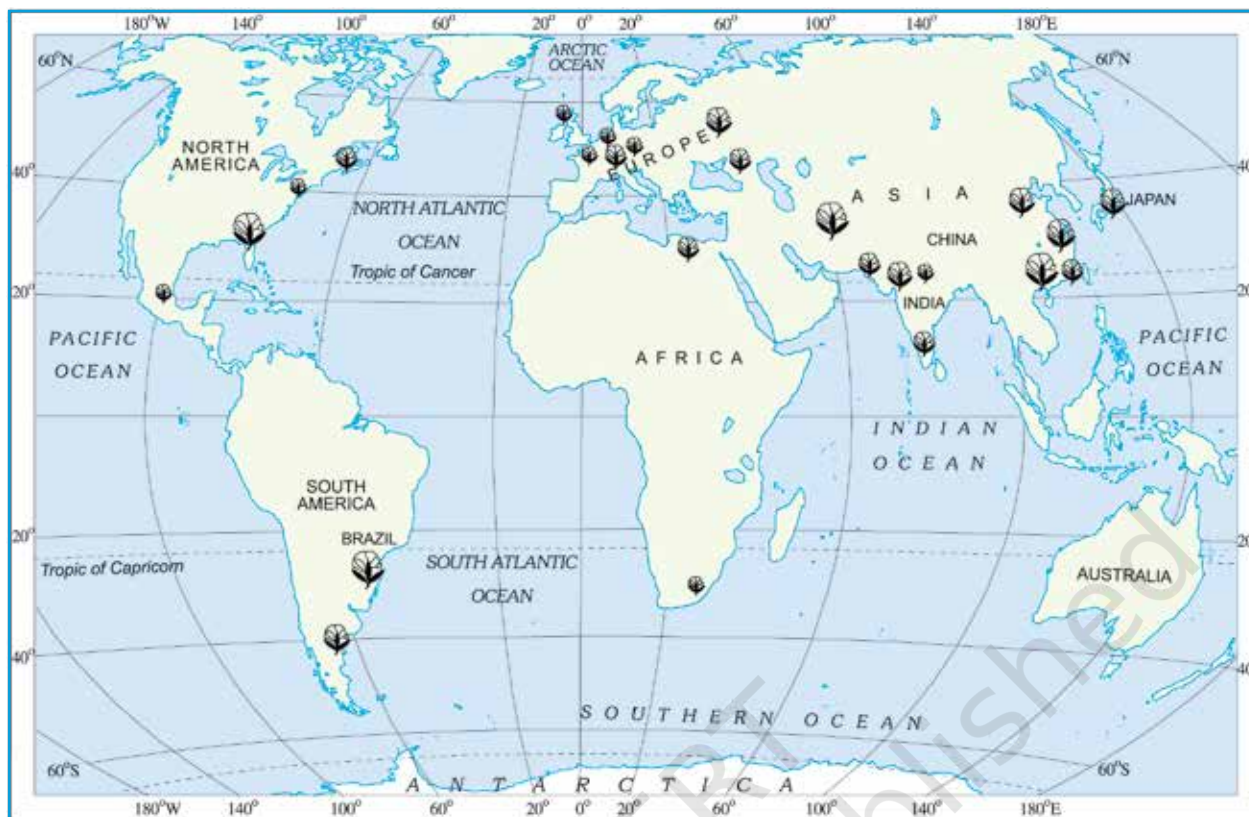 180°W 140° 100° 60° 20° 0° 20° 60° 100° 140° 180°E
ARCTIC
OCEAN
60°N
60°N
NORTH
AMERICA
EUROPE
40°
40°
ASIA
JAPAN
NORTH ATLANTIC
OCEAN
CHINA
Tropic of Cancer
20°
INDIA
PACIFIC
OCEAN
AFRICA
PACIFIC
OCEAN
INDIAN
OCEAN
SOUTH
AMERICA
BRAZIL
20°
Tropic of Capricorn
SOUTH ATLANTIC
OCEAN
AUSTRALIA
40°
SOUTHERN OCEAN
60°S
60°S
ANTARCTICA
180°W 140° 100° 60° 20° 0° 20° 60° 100° 140° 180°E